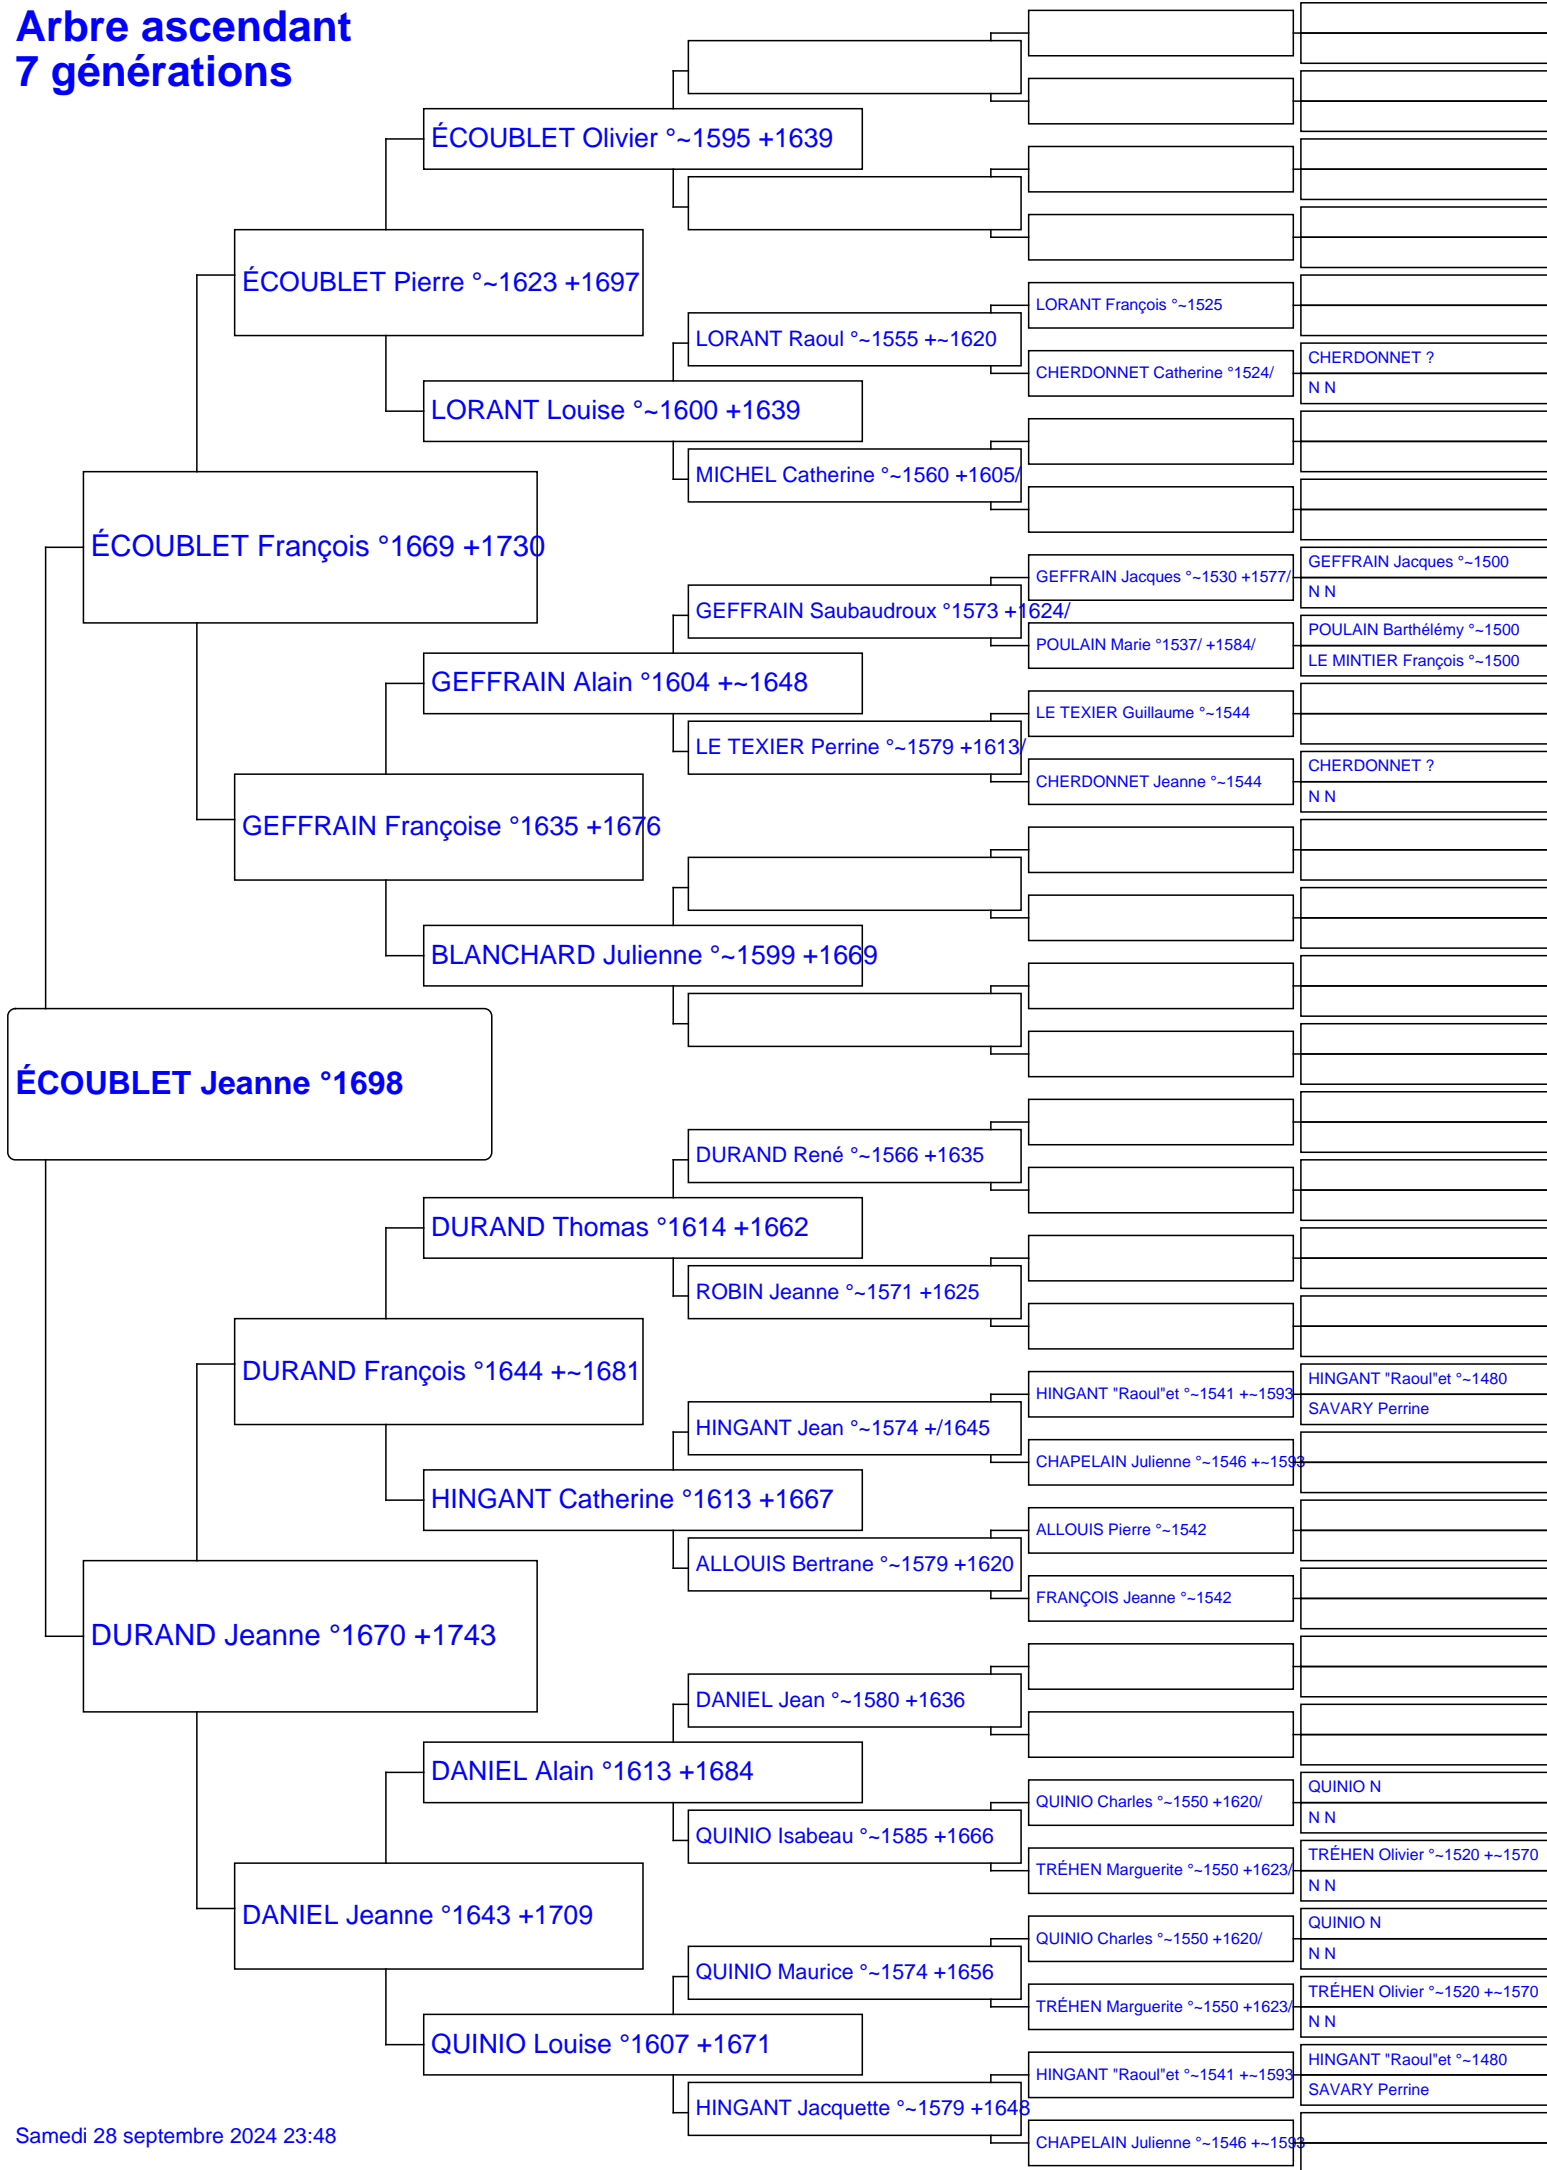 Arbre ascendant
7 générations
ÉCOUBLET Olivier °~1595 +1639
ÉCOUBLET Pierre °~1623 +1697
LORANT François °~1525
LORANT Raoul °~1555 +~1620
CHERDONNET ?
CHERDONNET Catherine °1524/
N N
LORANT Louise °~1600 +1639
MICHEL Catherine °~1560 +1605/
ÉCOUBLET François °1669 +1730
GEFFRAIN Jacques °~1500
GEFFRAIN Jacques °~1530 +1577/
N N
GEFFRAIN Saubaudroux °1573 +1624/
POULAIN Barthélémy °~1500
POULAIN Marie °1537/ +1584/
LE MINTIER François °~1500
GEFFRAIN Alain °1604 +~1648
LE TEXIER Guillaume °~1544
LE TEXIER Perrine °~1579 +1613/
CHERDONNET ?
CHERDONNET Jeanne °~1544
N N
GEFFRAIN Françoise °1635 +1676
BLANCHARD Julienne °~1599 +1669
ÉCOUBLET Jeanne °1698
DURAND René °~1566 +1635
DURAND Thomas °1614 +1662
ROBIN Jeanne °~1571 +1625
DURAND François °1644 +~1681
HINGANT "Raoul"et °~1480
HINGANT "Raoul"et °~1541 +~1593
SAVARY Perrine
HINGANT Jean °~1574 +/1645
CHAPELAIN Julienne °~1546 +~1593
HINGANT Catherine °1613 +1667
ALLOUIS Pierre °~1542
ALLOUIS Bertrane °~1579 +1620
FRANÇOIS Jeanne °~1542
DURAND Jeanne °1670 +1743
DANIEL Jean °~1580 +1636
DANIEL Alain °1613 +1684
QUINIO N
QUINIO Charles °~1550 +1620/
N N
QUINIO Isabeau °~1585 +1666
TRÉHEN Olivier °~1520 +~1570
TRÉHEN Marguerite °~1550 +1623/
N N
DANIEL Jeanne °1643 +1709
QUINIO N
QUINIO Charles °~1550 +1620/
N N
QUINIO Maurice °~1574 +1656
TRÉHEN Olivier °~1520 +~1570
TRÉHEN Marguerite °~1550 +1623/
N N
QUINIO Louise °1607 +1671
HINGANT "Raoul"et °~1480
HINGANT "Raoul"et °~1541 +~1593
SAVARY Perrine
HINGANT Jacquette °~1579 +1648
CHAPELAIN Julienne °~1546 +~1593
Samedi 28 septembre 2024 23:48